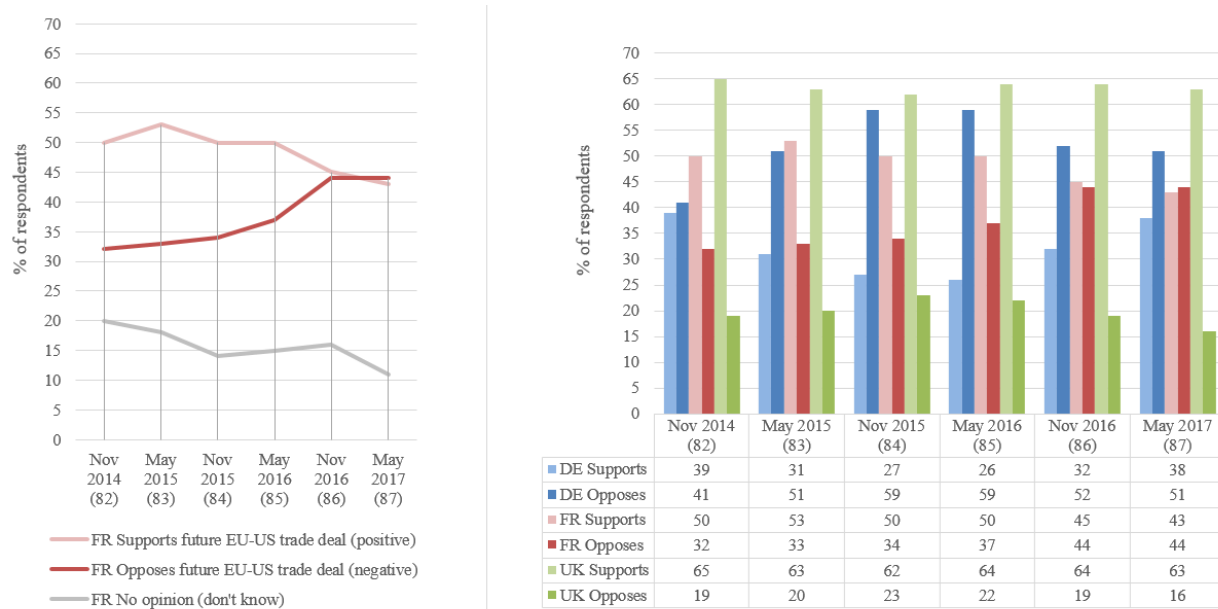 70
65
60
55
50
45
40
35
30
25
20
15
10
5
0
% of respondents
Nov 2014 (82)
May 2015 (83)
Nov 2015 (84)
May 2016 (85)
Nov 2016 (86)
May 2017 (87)
FR Supports future EU-US trade deal (positive)
FR Opposes future EU-US trade deal (negative)
FR No opinion (don't know)
70
65
60
55
50
45
40
35
30
25
20
15
10
5
0
% of respondents
Nov 2014 May 2015 Nov 2015 May 2016 Nov 2016 May 2017
(82) (83) (84) (85) (86) (87)
DE Supports 39 31 27 26 32 38
DE Opposes 41 51 59 59 52 51
FR Supports 50 53 50 50 45 43
FR Opposes 32 33 34 37 44 44
UK Supports 65 63 62 64 64 63
UK Opposes 19 20 23 22 19 16